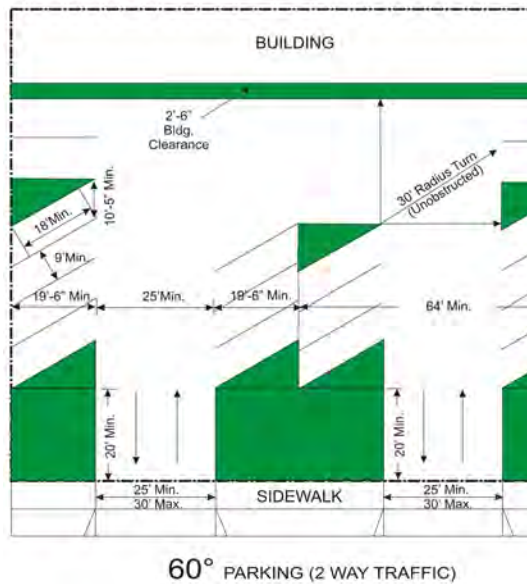 BUILDING
2'-6"
Bldg.
Clearance
30' Radius Turn
(Unobstructed)
10'-5" Min.
18'Min.
9'Min.
19'-6" Min.
25'Min.
19'-6" Min.
64' Min.
20' Min.
20' Min.
25' Min.
30' Max.
SIDEWALK
25' Min.
30' Max.
60° PARKING (2 WAY TRAFFIC)